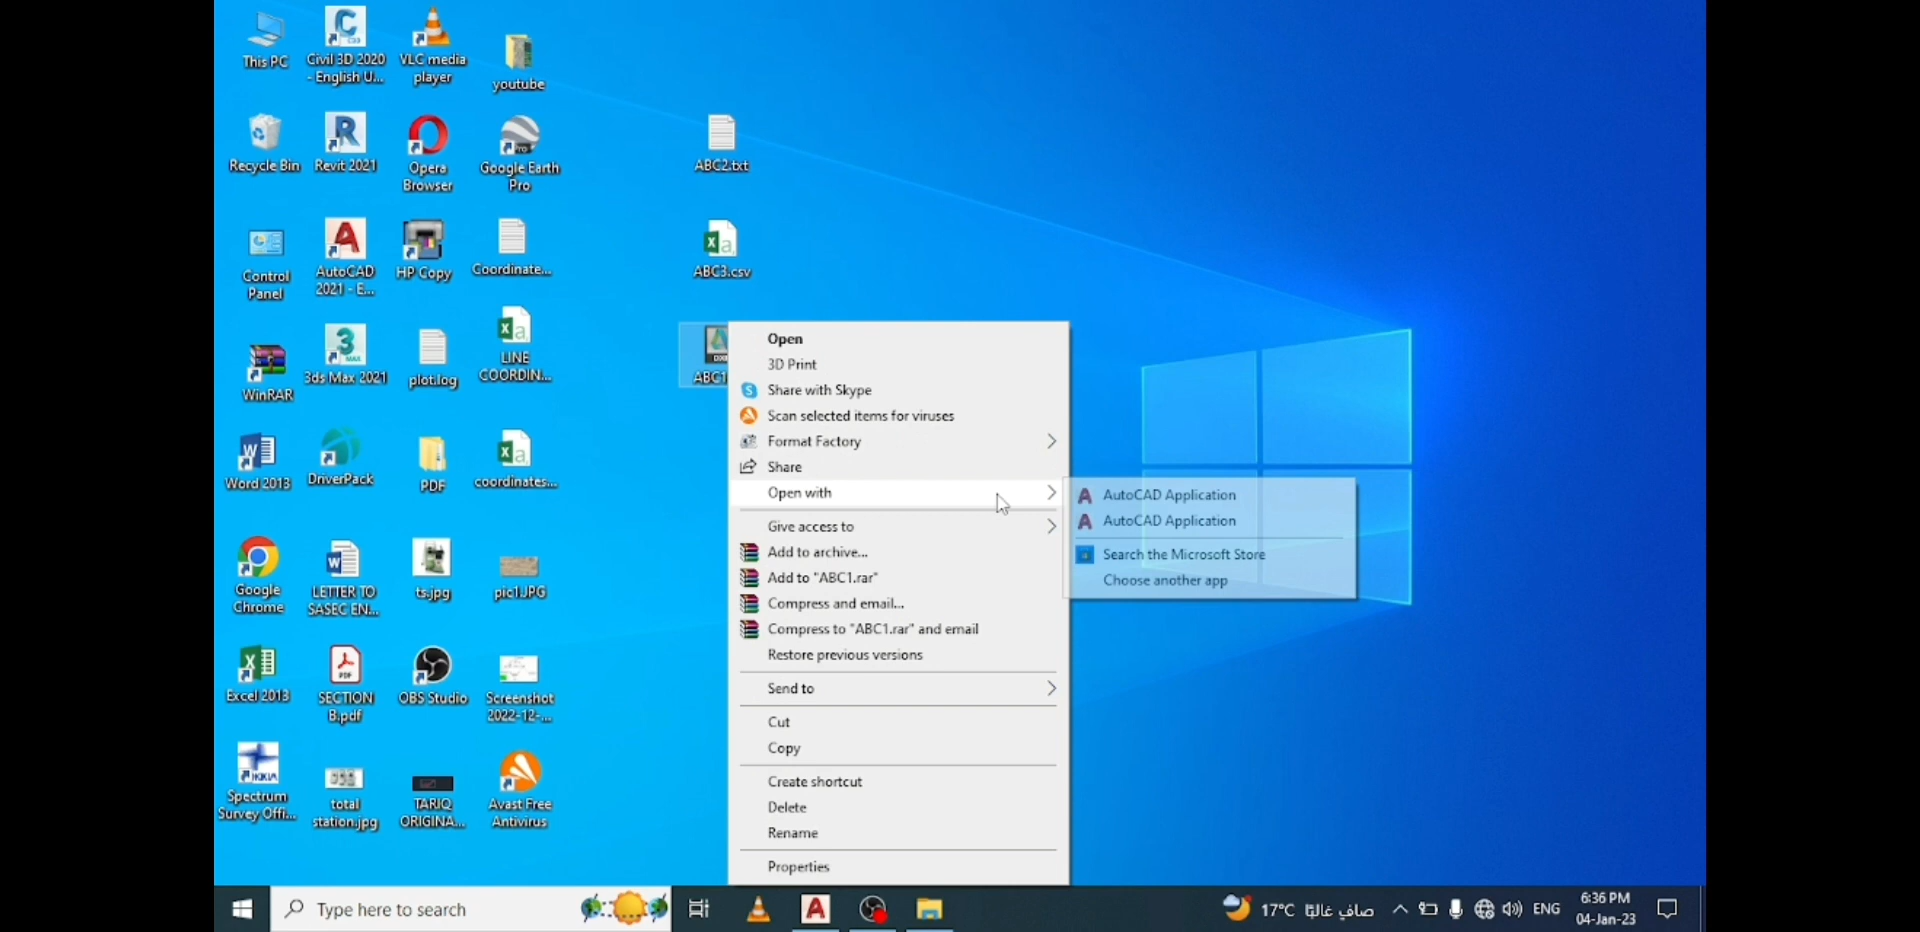 This PC
Civil 3D 2020
- English U...
VLC media
player
youtube
Recycle Bin
Revit 2021
Opera
Browser
Google Earth
Pro
ABC2.txt
Control
Panel
AutoCAD
2021 - E...
HP Copy
Coordinate...
ABC3.csv
WinRAR
3ds Max 2021
plot.log
LINE
COORDIN...
ABC1
Word 2013
DriverPack
PDF
coordinates...
Google
Chrome
LETTER TO
SASEC EN...
ts.jpg
pic1.JPG
Excel 2013
SECTION
B.pdf
OBS Studio
Screenshot
2022-12-...
Spectrum
Survey Offi...
total
station.jpg
TARIQ
ORIGINA...
Avast Free
Antivirus
Open
3D Print
Share with Skype
Scan selected items for viruses
Format Factory
Share
Open with
Give access to
Add to archive...
Add to "ABC1.rar"
Compress and email...
Compress to "ABC1.rar" and email
Restore previous versions
Send to
Cut
Copy
Create shortcut
Delete
Rename
Properties
AutoCAD Application
AutoCAD Application
Search the Microsoft Store
Choose another app
Type here to search
17°C صافٍ غالبًا
ENG
6:36 PM
04-Jan-23